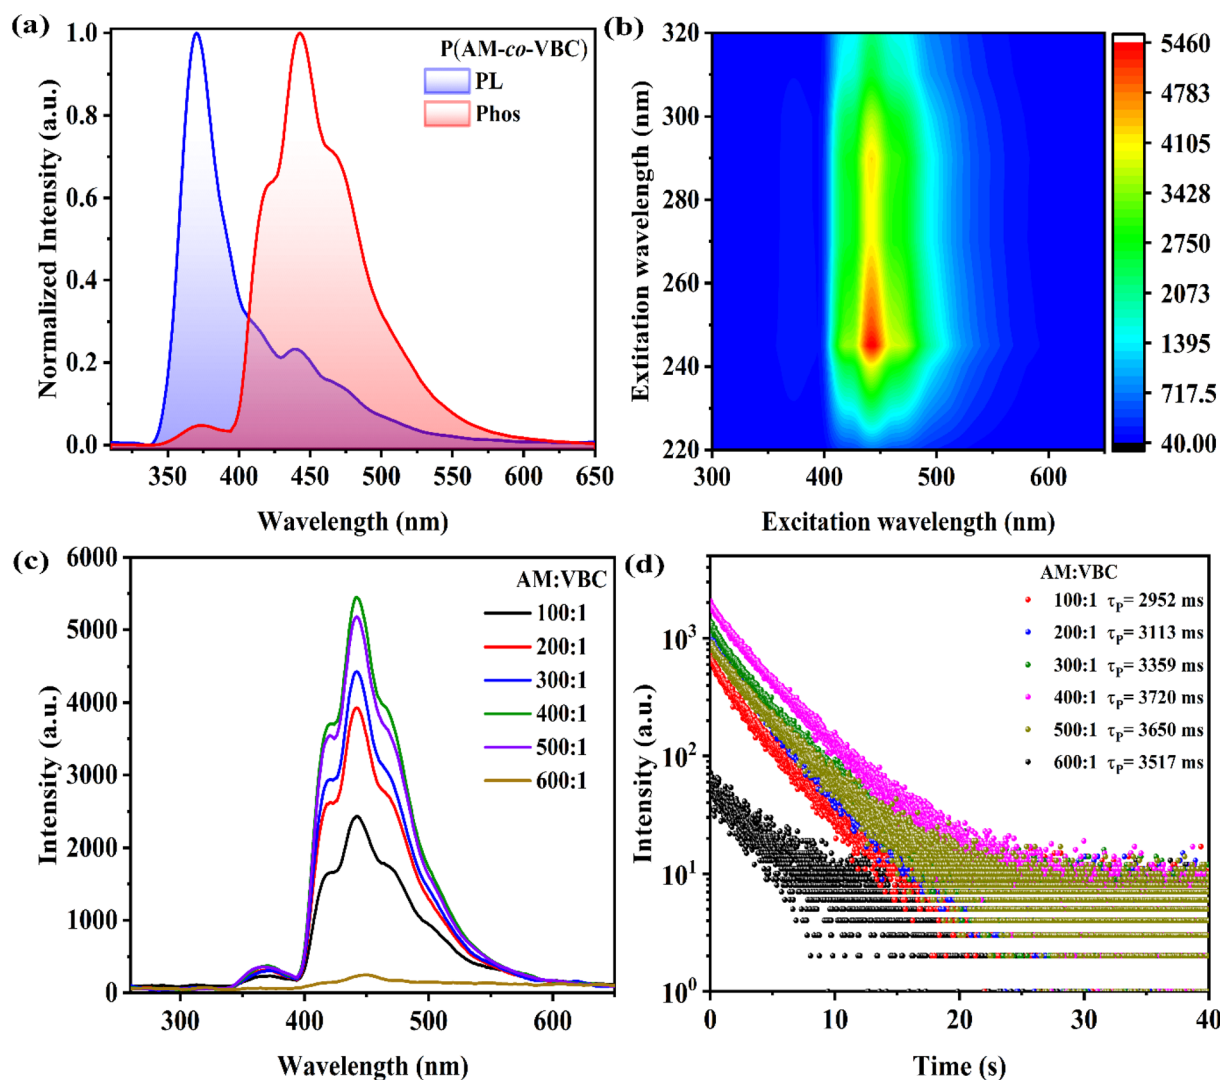 (a)
P(AM-co-VBC)
PL
Phos
1.0
0.8
0.6
0.4
0.2
0.0
Normalized Intensity (a.u.)
350 400 450 500 550 600 650
Wavelength (nm)
(b)
320
300
280
260
240
220
Extitation wavelength (nm)
300 400 500 600
Excitation wavelength (nm)
5460
4783
4105
3428
2750
2073
1395
717.5
40.00
(c)
AM:VBC
100:1
200:1
300:1
400:1
500:1
600:1
6000
5000
4000
3000
2000
1000
0
Intensity (a.u.)
300 400 500 600
Wavelength (nm)
(d)
AM:VBC
100:1 τP= 2952 ms
200:1 τP= 3113 ms
300:1 τP= 3359 ms
400:1 τP= 3720 ms
500:1 τP= 3650 ms
600:1 τP= 3517 ms
10³
10²
10¹
10⁰
Intensity (a.u.)
0 10 20 30 40
Time (s)